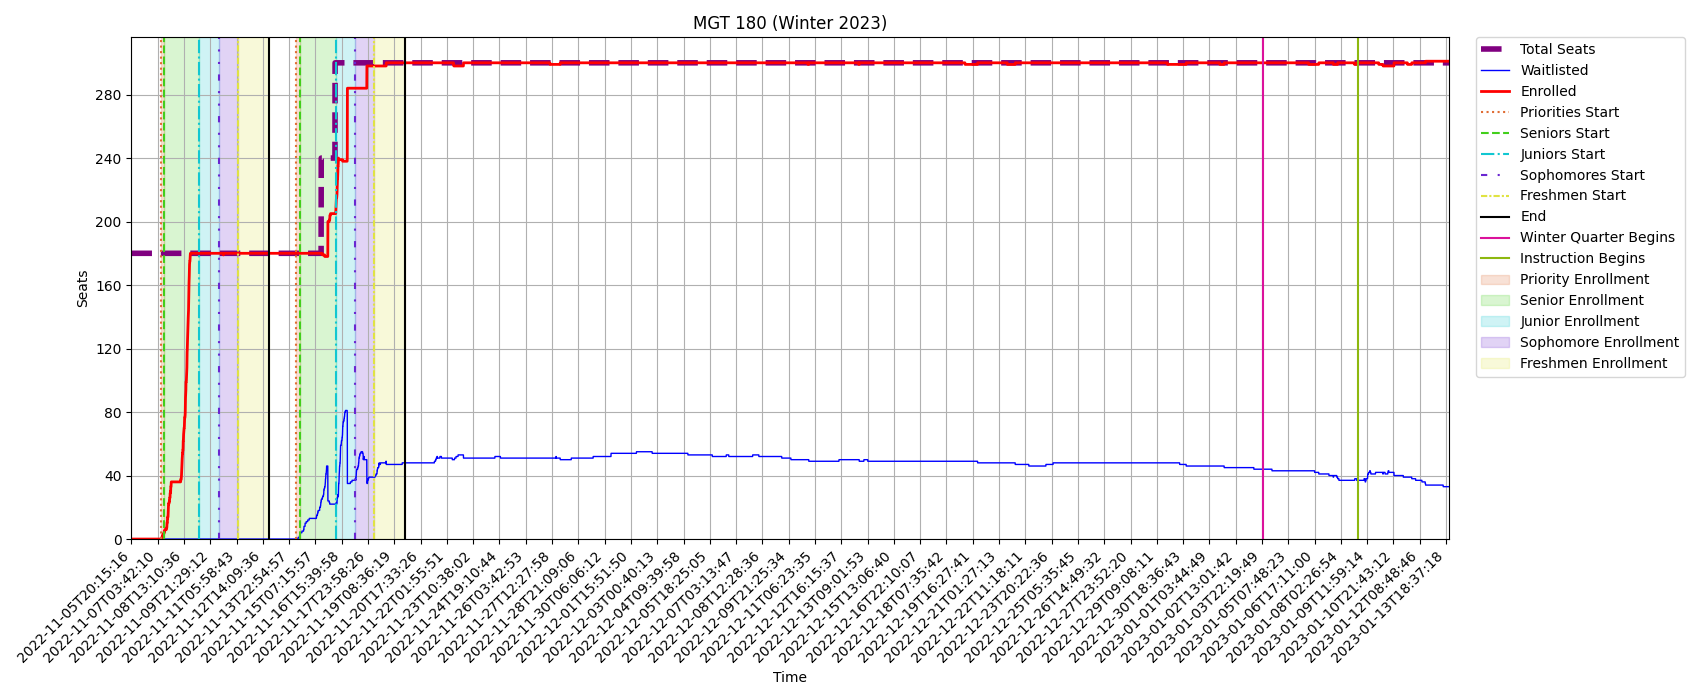 MGT 180 (Winter 2023)
Seats
280
240
200
160
120
80
40
0
2022-11-05T20:15:16
2022-11-07T03:42:10
2022-11-08T13:10:36
2022-11-09T21:29:12
2022-11-11T05:58:43
2022-11-12T14:09:36
2022-11-13T22:54:57
2022-11-15T07:15:57
2022-11-16T15:39:58
2022-11-17T23:58:26
2022-11-19T08:36:19
2022-11-20T17:33:26
2022-11-22T01:55:51
2022-11-23T10:38:02
2022-11-24T19:10:44
2022-11-26T03:42:53
2022-11-27T12:27:58
2022-11-28T21:09:06
2022-11-30T06:06:12
2022-12-01T15:51:50
2022-12-03T00:40:13
2022-12-04T09:39:58
2022-12-05T18:25:05
2022-12-07T03:13:47
2022-12-08T12:28:36
2022-12-09T21:25:34
2022-12-11T06:23:35
2022-12-12T16:15:37
2022-12-13T09:01:53
2022-12-15T13:06:40
2022-12-16T22:10:07
2022-12-18T07:35:42
2022-12-19T16:27:41
2022-12-21T01:27:13
2022-12-22T11:18:11
2022-12-23T20:22:36
2022-12-25T05:35:45
2022-12-26T14:49:32
2022-12-27T23:52:20
2022-12-29T09:08:11
2022-12-30T18:36:43
2023-01-01T03:44:49
2023-01-02T13:01:42
2023-01-03T22:19:49
2023-01-05T07:48:23
2023-01-06T17:11:00
2023-01-08T02:26:54
2023-01-09T11:59:14
2023-01-10T21:43:12
2023-01-12T08:48:46
2023-01-13T18:37:18
Time
Total Seats
Waitlisted
Enrolled
Priorities Start
Seniors Start
Juniors Start
Sophomores Start
Freshmen Start
End
Winter Quarter Begins
Instruction Begins
Priority Enrollment
Senior Enrollment
Junior Enrollment
Sophomore Enrollment
Freshmen Enrollment